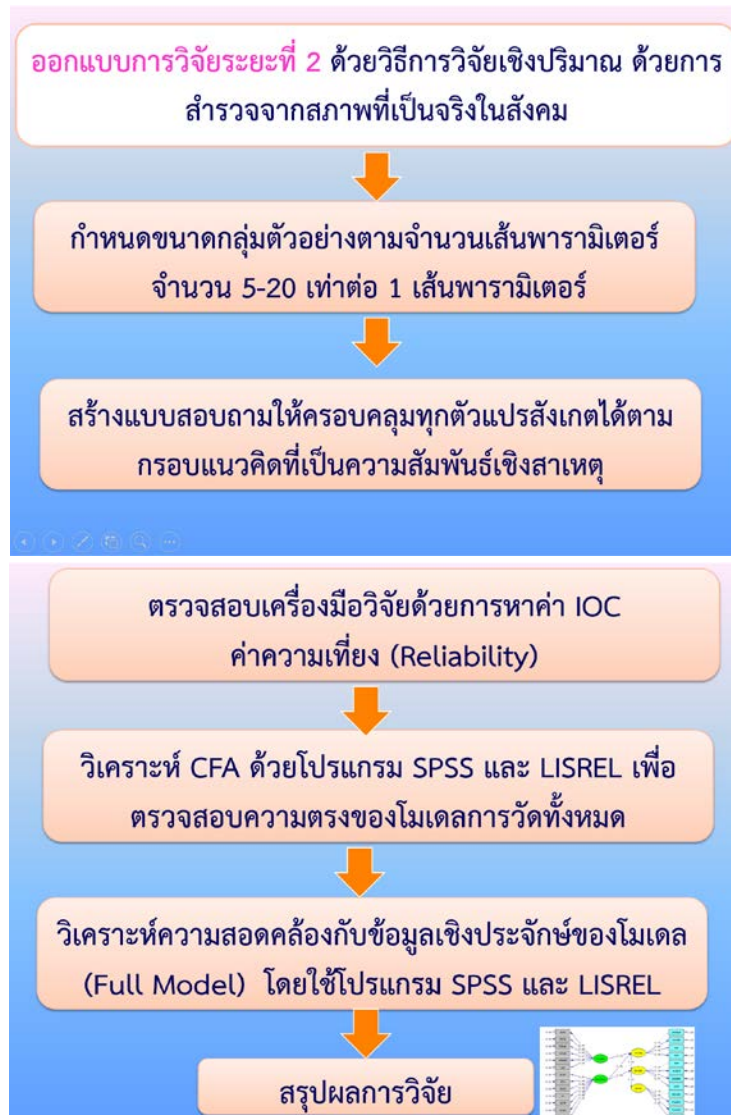 ออกแบบการวิจัยระยะที่ 2 ด้วยวิธีการวิจัยเชิงปริมาณ ด้วยการ
สำรวจจากสภาพที่เป็นจริงในสังคม
กำหนดขนาดกลุ่มตัวอย่างตามจำนวนเส้นพารามิเตอร์
จำนวน 5-20 เท่าต่อ 1 เส้นพารามิเตอร์
สร้างแบบสอบถามให้ครอบคลุมทุกตัวแปรสังเกตได้ตาม
กรอบแนวคิดที่เป็นความสัมพันธ์เชิงสาเหตุ
ตรวจสอบเครื่องมือวิจัยด้วยการหาค่า IOC
ค่าความเที่ยง (Reliability)
วิเคราะห์ CFA ด้วยโปรแกรม SPSS และ LISREL เพื่อ
ตรวจสอบความตรงของโมเดลการวัดทั้งหมด
วิเคราะห์ความสอดคล้องกับข้อมูลเชิงประจักษ์ของโมเดล
(Full Model) โดยใช้โปรแกรม SPSS และ LISREL
สรุปผลการวิจัย